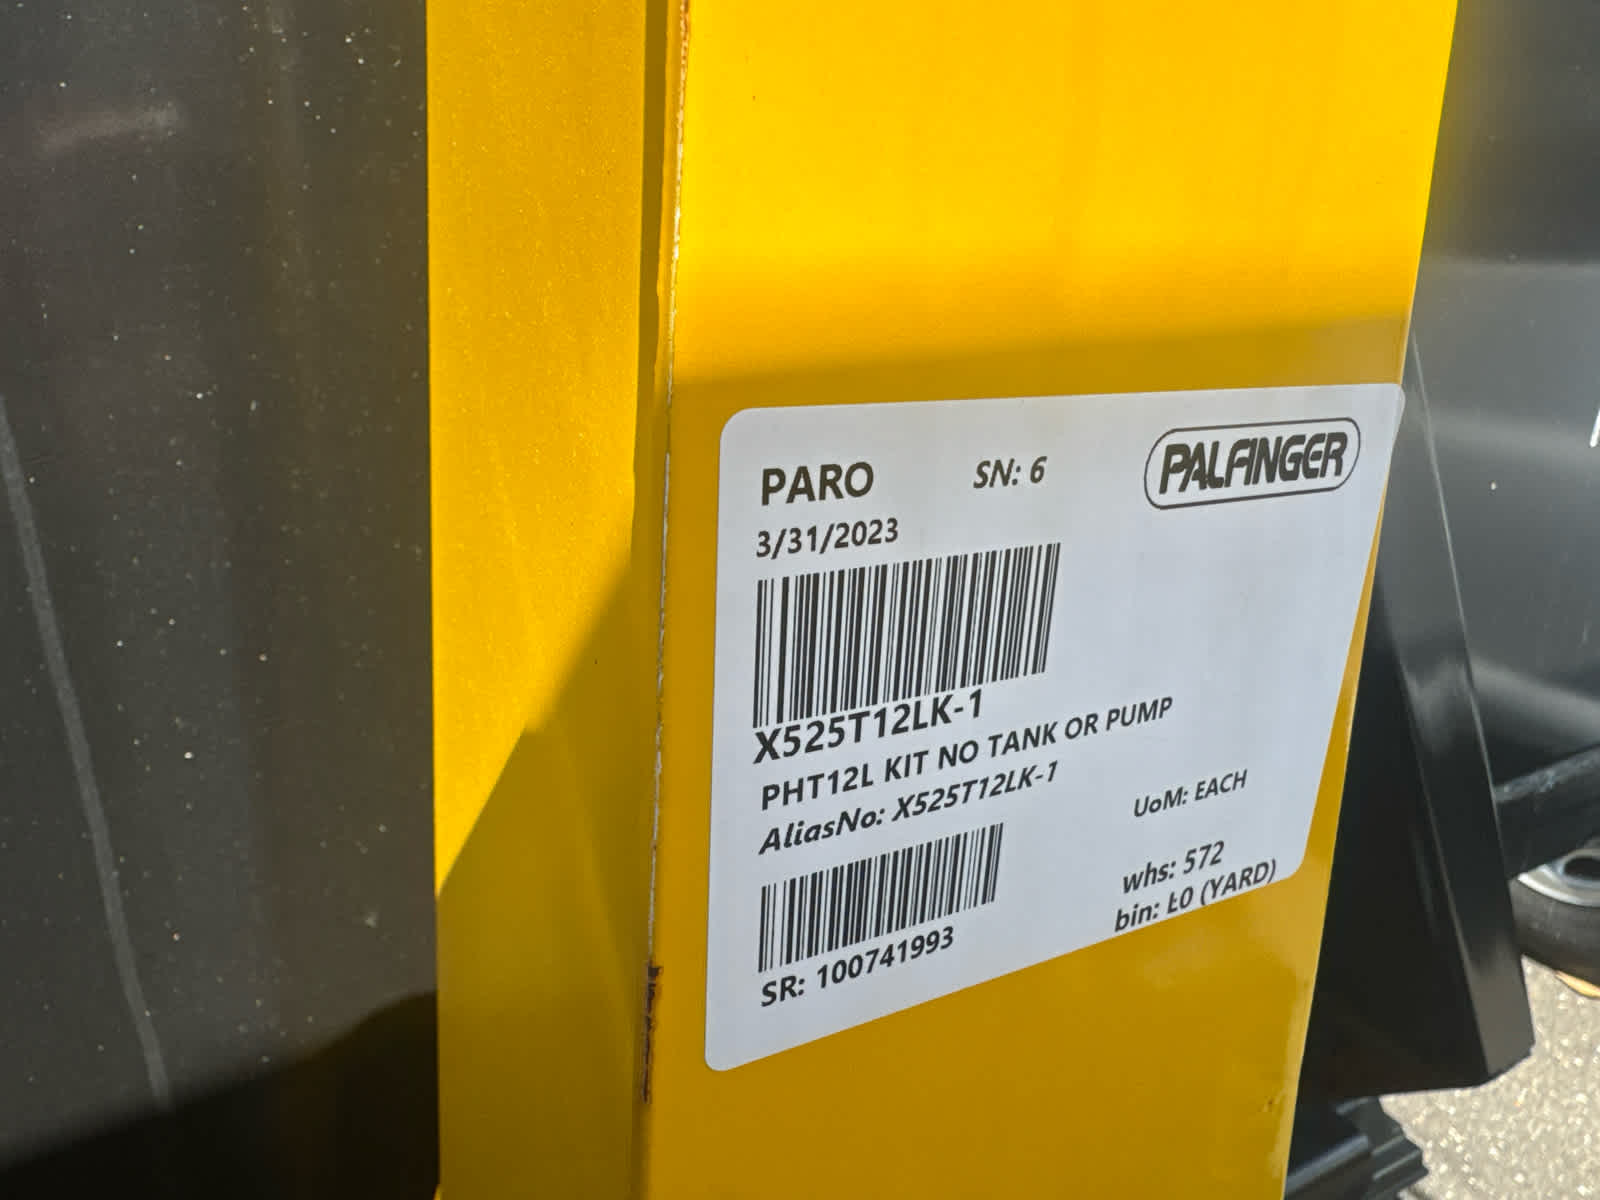 PARO SN: 6 PALFINGER
3/31/2023
X525T12LK-1
PHT12L KIT NO TANK OR PUMP
AliasNo: X525T12LK-1
UoM: EACH
whs: 572
bin: Ł0 (YARD)
SR: 100741993